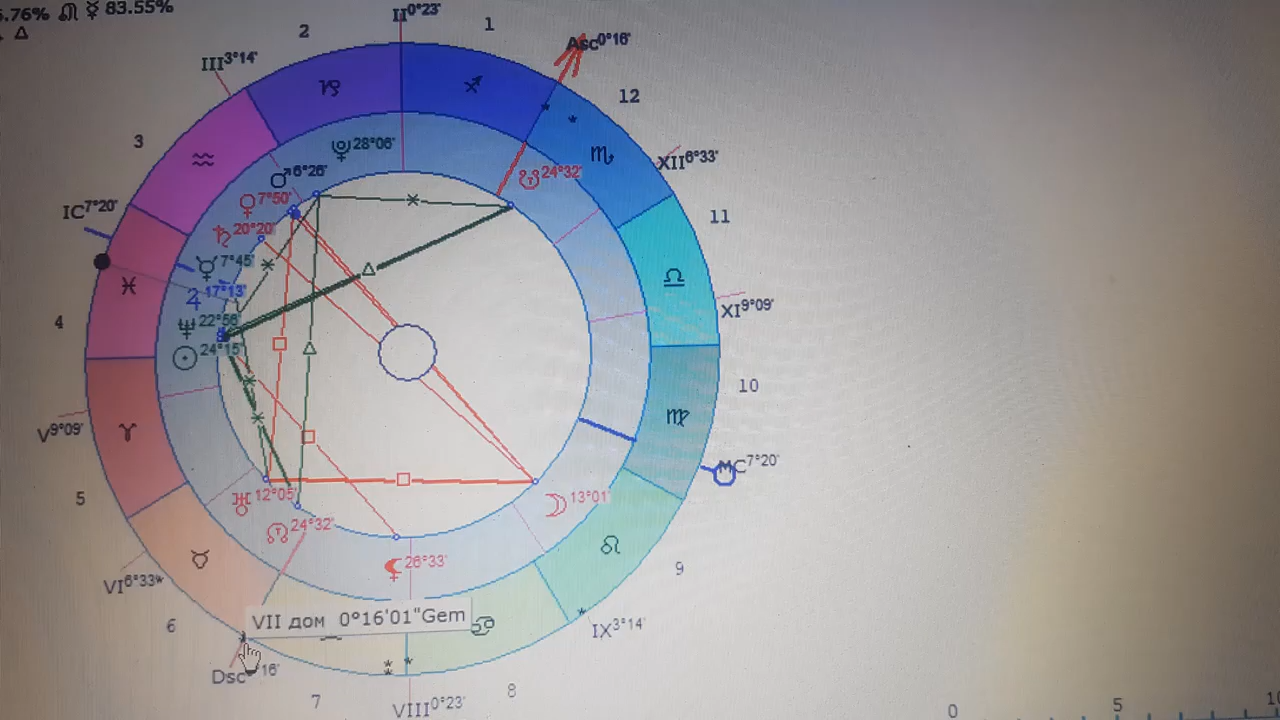 .76% ☊ ☿ 83.55%
△
2
II0°23'
1
Asc0°16'
III3°14'
♑
♐
12
3
♇28°06'
♒
♏
♂6°26'
☋24°32'
XII6°33'
♀7°50'
IC7°20'
♄20°20'
11
☿7°45'
♓
♃17°13'
♎
4
♆22°56'
XI9°09'
☉24°15'
10
V9°09'
♈
♍
MC7°20'
5
♅12°05'
☽13°01'
☊24°32'
♉
♌
⚸26°33'
9
VI6°33'
6
VII дом 0°16'01"Gem
♋
IX3°14'
Dsc 16'
7
8
VIII0°23'
0
5
10